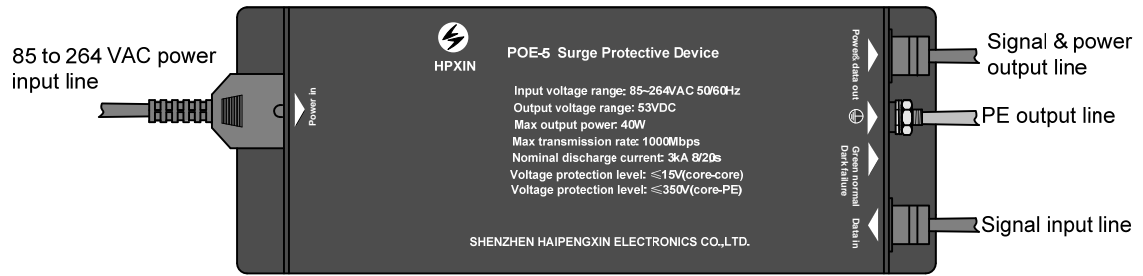 85 to 264 VAC power
input line
Power in
HPXIN
POE-5 Surge Protective Device
Input voltage range: 85~264VAC 50/60Hz
Output voltage range: 53VDC
Max output power: 40W
Max transmission rate: 1000Mbps
Nominal discharge current: 3kA 8/20s
Voltage protection level: ≤15V(core-core)
Voltage protection level: ≤350V(core-PE)
SHENZHEN HAIPENGXIN ELECTRONICS CO.,LTD.
Power& data out
Green normal
Dark failure
Data in
Signal & power
output line
PE output line
Signal input line